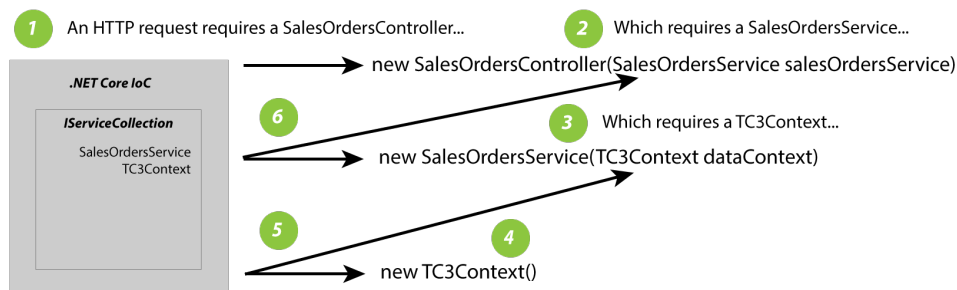 1 An HTTP request requires a SalesOrdersController...
2 Which requires a SalesOrdersService...
.NET Core IoC
new SalesOrdersController(SalesOrdersService salesOrdersService)
IServiceCollection
6
3 Which requires a TC3Context...
SalesOrdersService
TC3Context
new SalesOrdersService(TC3Context dataContext)
5
4
new TC3Context()